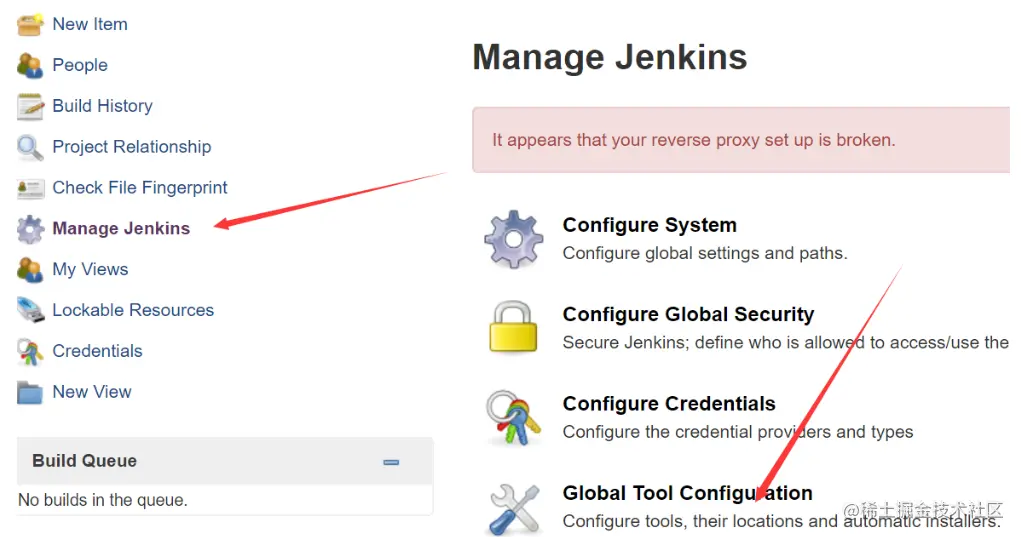 New Item
People
Build History
Project Relationship
Check File Fingerprint
Manage Jenkins
My Views
Lockable Resources
Credentials
New View
Build Queue
No builds in the queue.
Manage Jenkins
It appears that your reverse proxy set up is broken.
Configure System
Configure global settings and paths.
Configure Global Security
Secure Jenkins; define who is allowed to access/use the
Configure Credentials
Configure the credential providers and types
Global Tool Configuration
Configure tools, their locations and automatic installers.
@稀土掘金技术社区